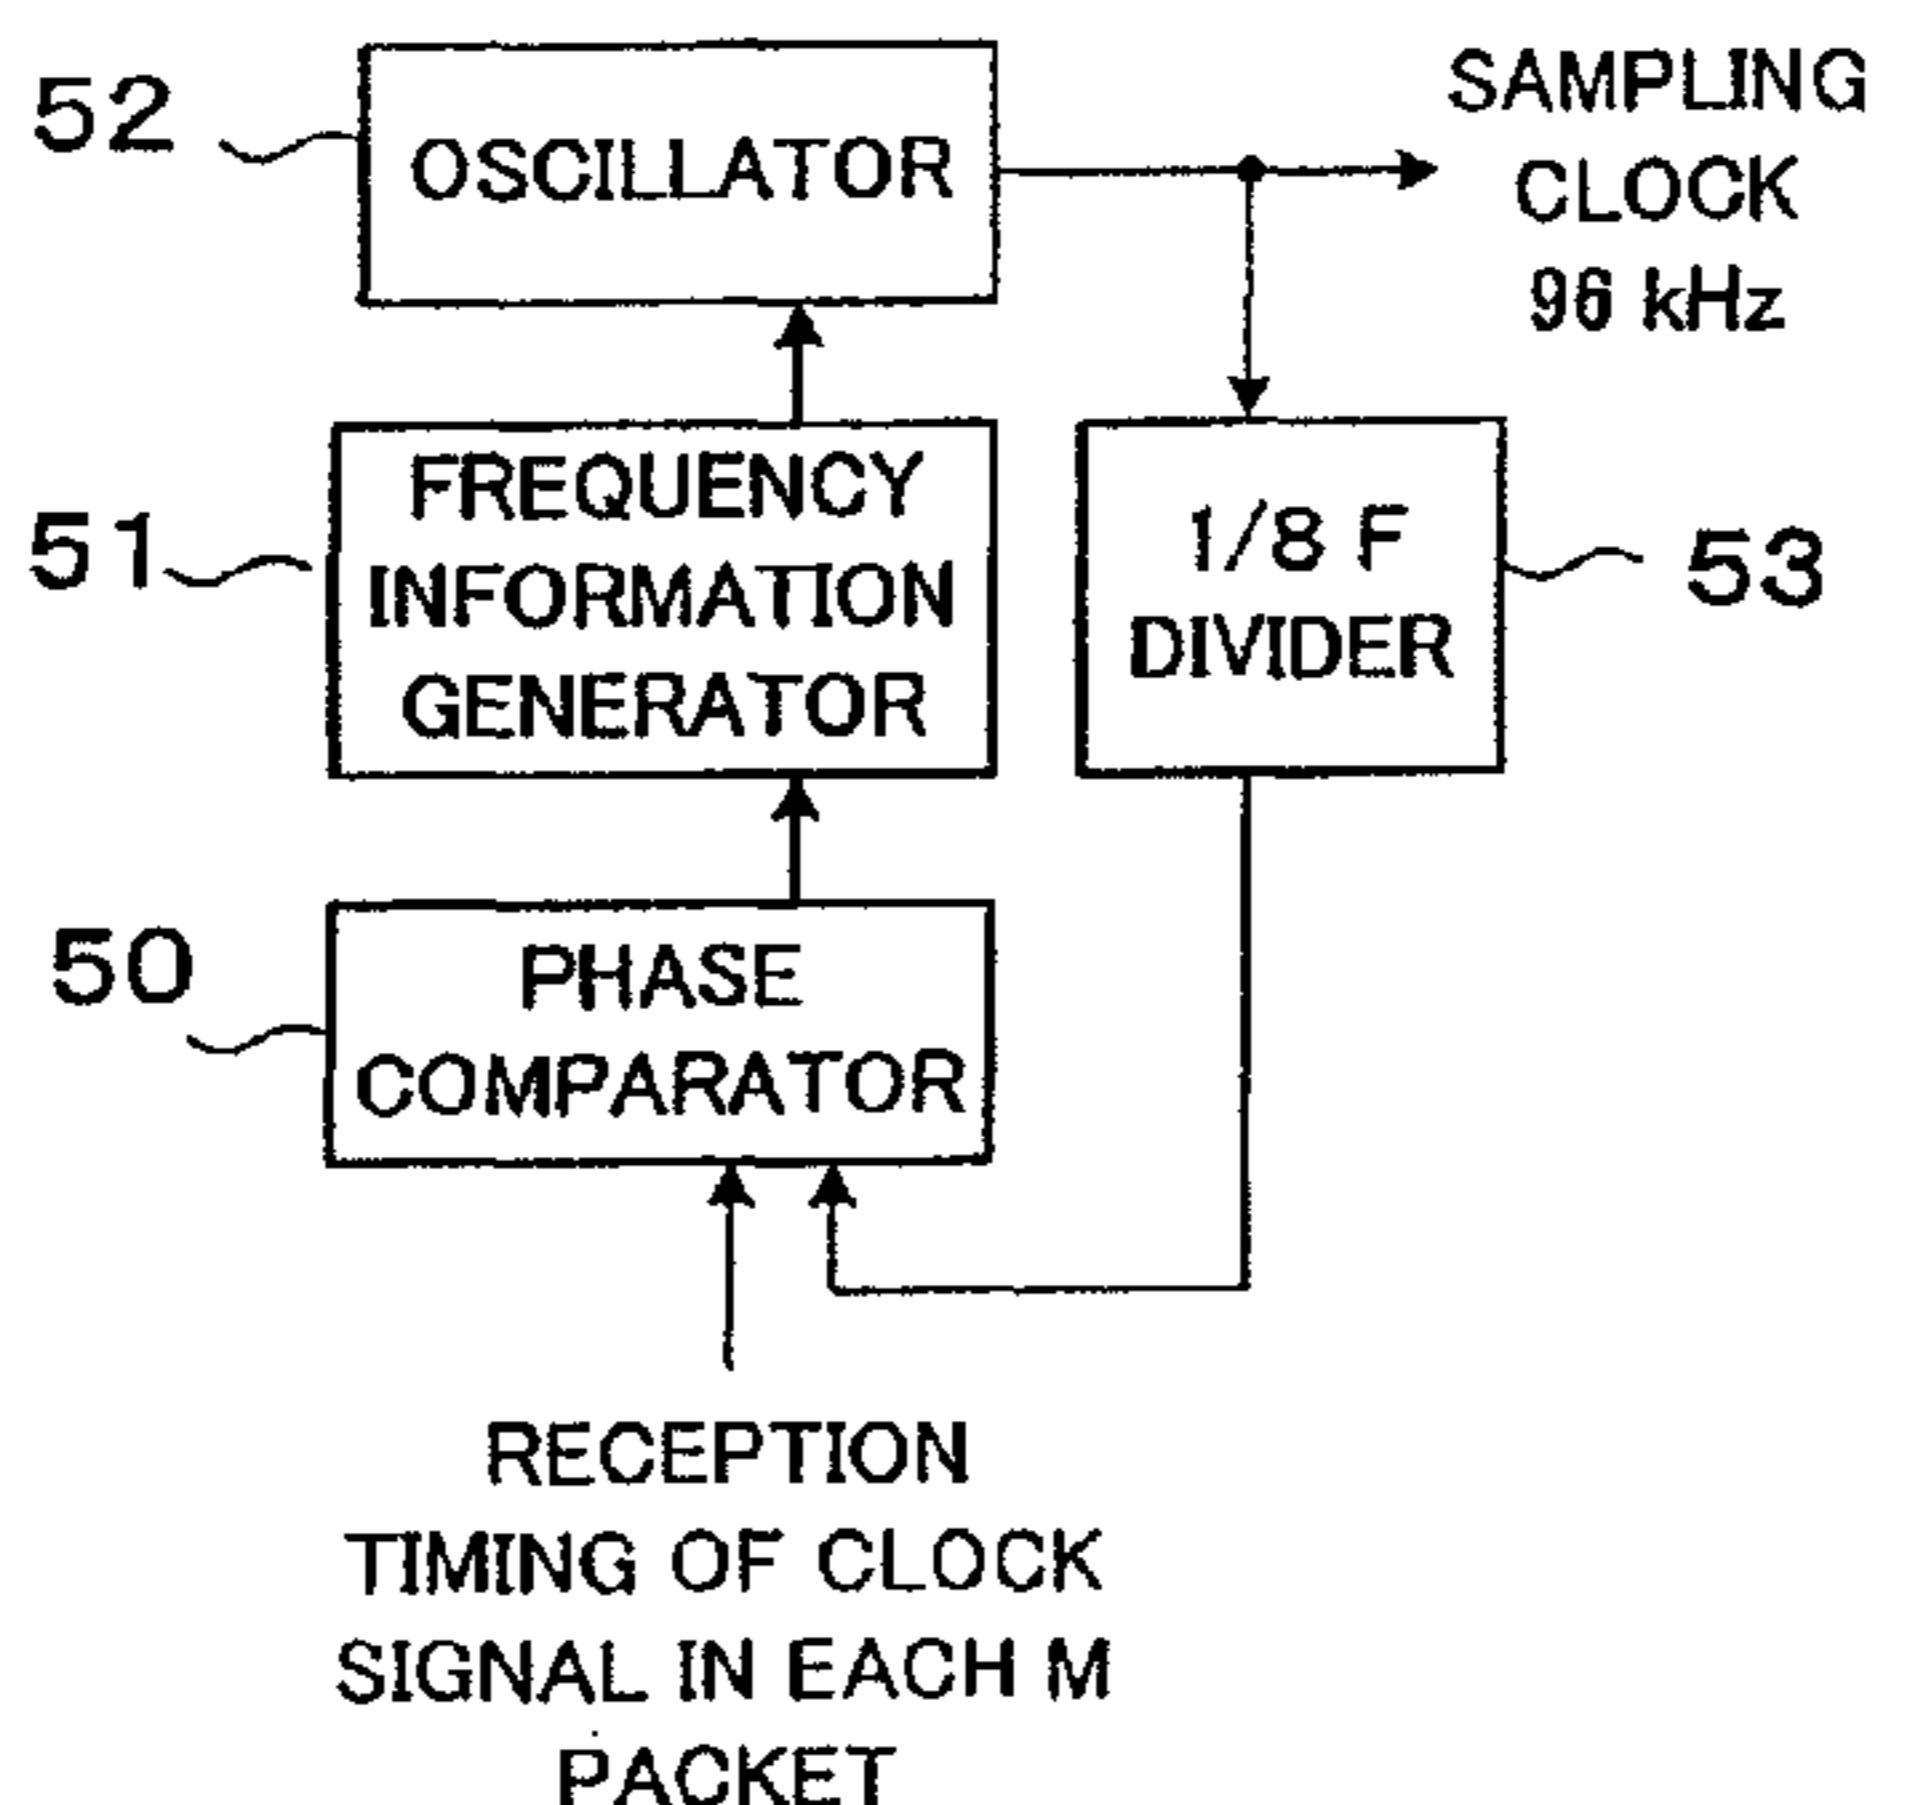 52
OSCILLATOR
SAMPLING
CLOCK
96 kHz
51
FREQUENCY
INFORMATION
GENERATOR
1/8 F
DIVIDER
53
50
PHASE
COMPARATOR
RECEPTION
TIMING OF CLOCK
SIGNAL IN EACH M
PACKET